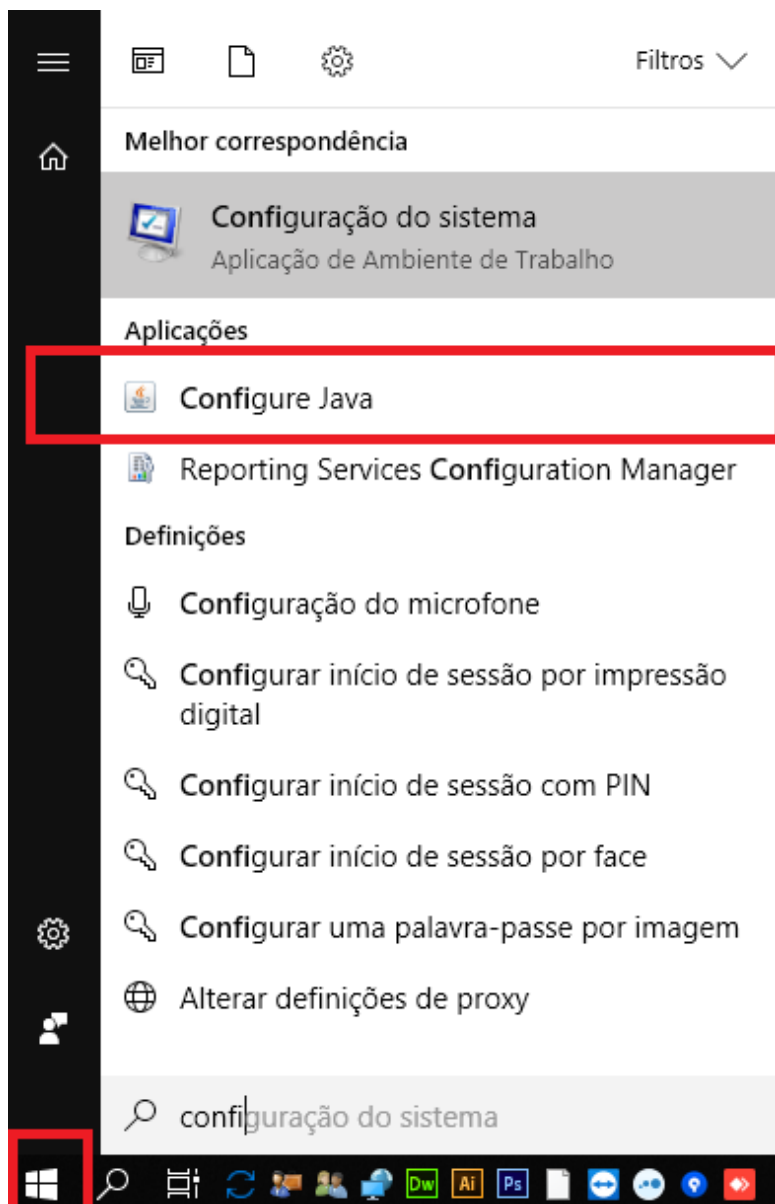 Filtros
Melhor correspondência
Configuração do sistema
Aplicação de Ambiente de Trabalho
Aplicações
Configure Java
Reporting Services Configuration Manager
Definições
Configuração do microfone
Configurar início de sessão por impressão
digital
Configurar início de sessão com PIN
Configurar início de sessão por face
Configurar uma palavra-passe por imagem
Alterar definições de proxy
configuração do sistema
Dw Ai Ps